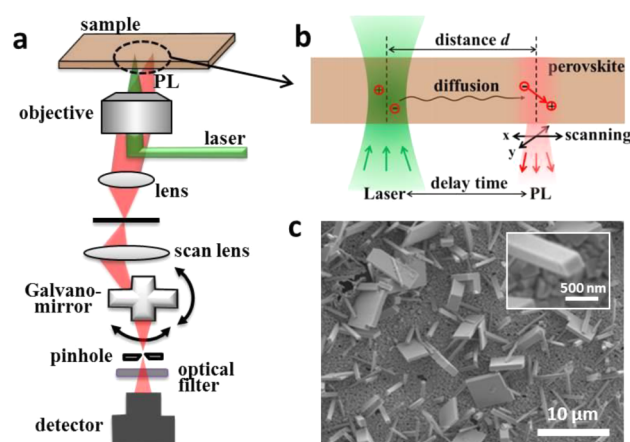 a
sample
PL
objective
laser
lens
scan lens
Galvano-
mirror
pinhole
optical
filter
detector
b
distance d
perovskite
+
-
diffusion
-
+
x
scanning
y
Laser
delay time
PL
c
500 nm
10 μm